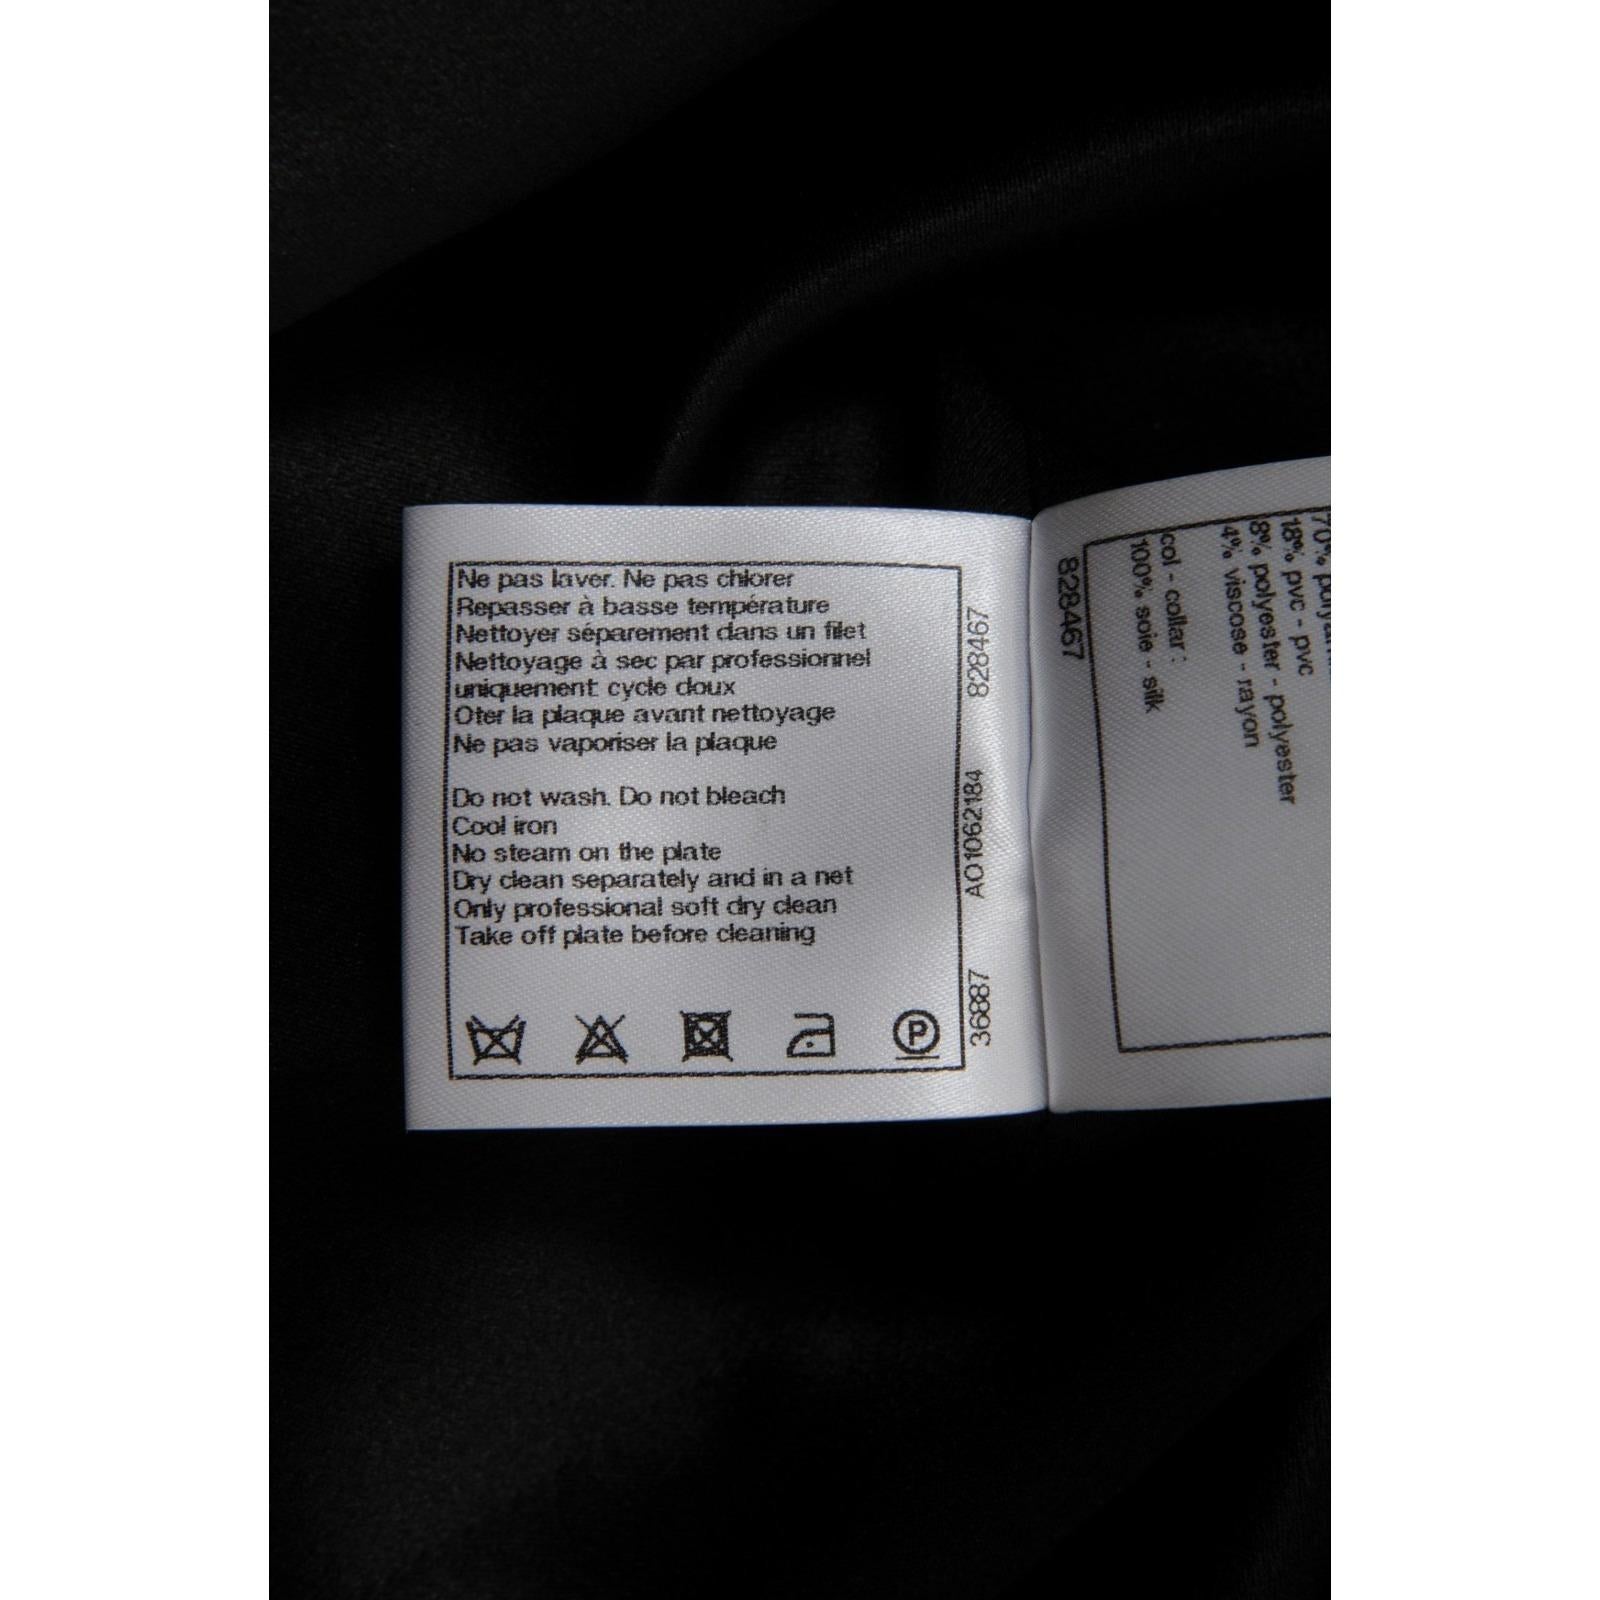 Ne pas laver. Ne pas chlorer
Repasser à basse température
Nettoyer séparement dans un filet
Nettoyage à sec par professionnel
uniquement: cycle doux
Oter la plaque avant nettoyage
Ne pas vaporiser la plaque
Do not wash. Do not bleach
Cool iron
No steam on the plate
Dry clean separately and in a net
Only professional soft dry clean
Take off plate before cleaning
P
36887 AO1062184 828467
828467
70%
18% pvc - pvc
8% polyester - polyester
4% viscose - rayon
col - collar :
100% soie - silk